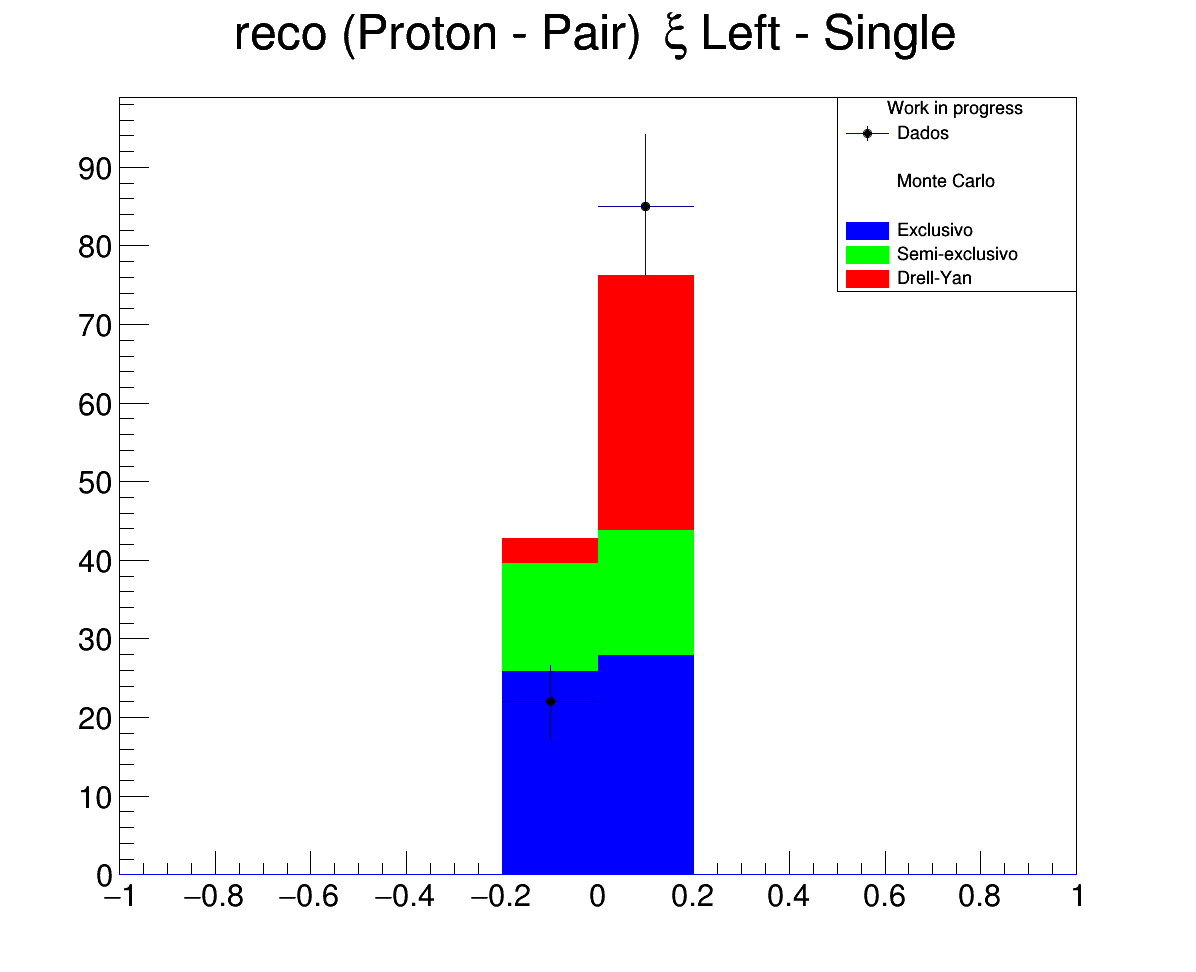 reco (Proton - Pair) ξ Left - Single
Work in progress
Dados
Monte Carlo
Exclusivo
Semi-exclusivo
Drell-Yan
90
80
70
60
50
40
30
20
10
0
−1 −0.8 −0.6 −0.4 −0.2 0 0.2 0.4 0.6 0.8 1